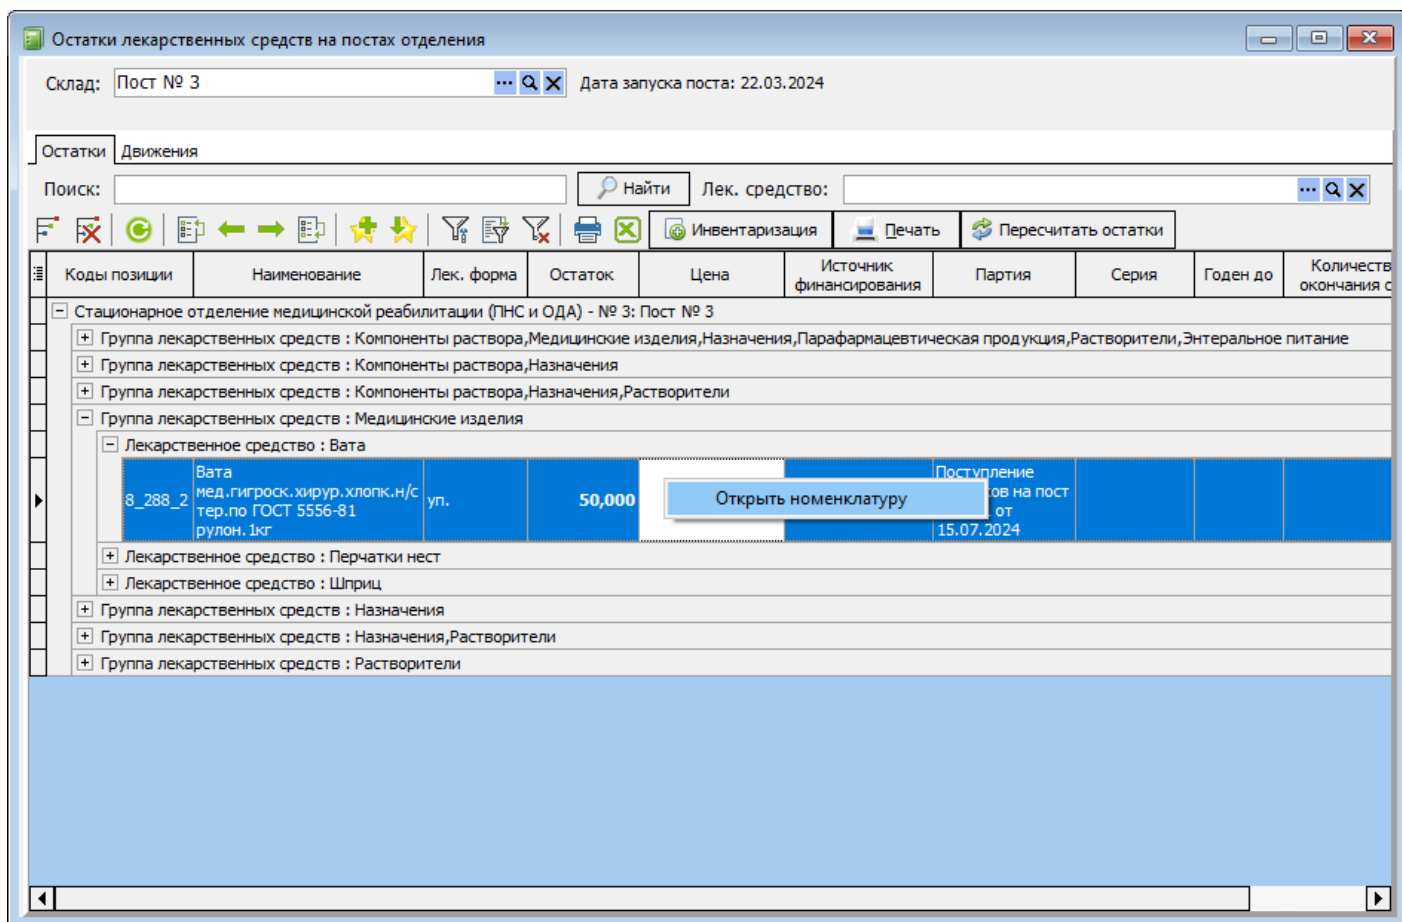 Остатки лекарственных средств на постах отделения
Склад: Пост № 3 Дата запуска поста: 22.03.2024
Остатки Движения
Поиск: Найти Лек. средство:
Инвентаризация Печать Пересчитать остатки
Коды позиции Наименование Лек. форма Остаток Цена Источник финансирования Партия Серия Годен до окончания
Стационарное отделение медицинской реабилитации (ПНС и ОДА) - № 3: Пост № 3
Группа лекарственных средств : Компоненты раствора,Медицинские изделия,Назначения,Парафармацевтическая продукция,Растворители,Энтеральное питание
Группа лекарственных средств : Компоненты раствора,Назначения
Группа лекарственных средств : Компоненты раствора,Назначения,Растворители
Группа лекарственных средств : Медицинские изделия
Лекарственное средство : Вата
8_288_2
Вата
мед.гигроск.хирур.хлопк.н/с
тер.по ГОСТ 5556-81
рулон.1кг
уп.
50,000
Открыть номенклатуру
Поступление
на пост
от
15.07.2024
Лекарственное средство : Перчатки нест
Лекарственное средство : Шприц
Группа лекарственных средств : Назначения
Группа лекарственных средств : Назначения,Растворители
Группа лекарственных средств : Растворители